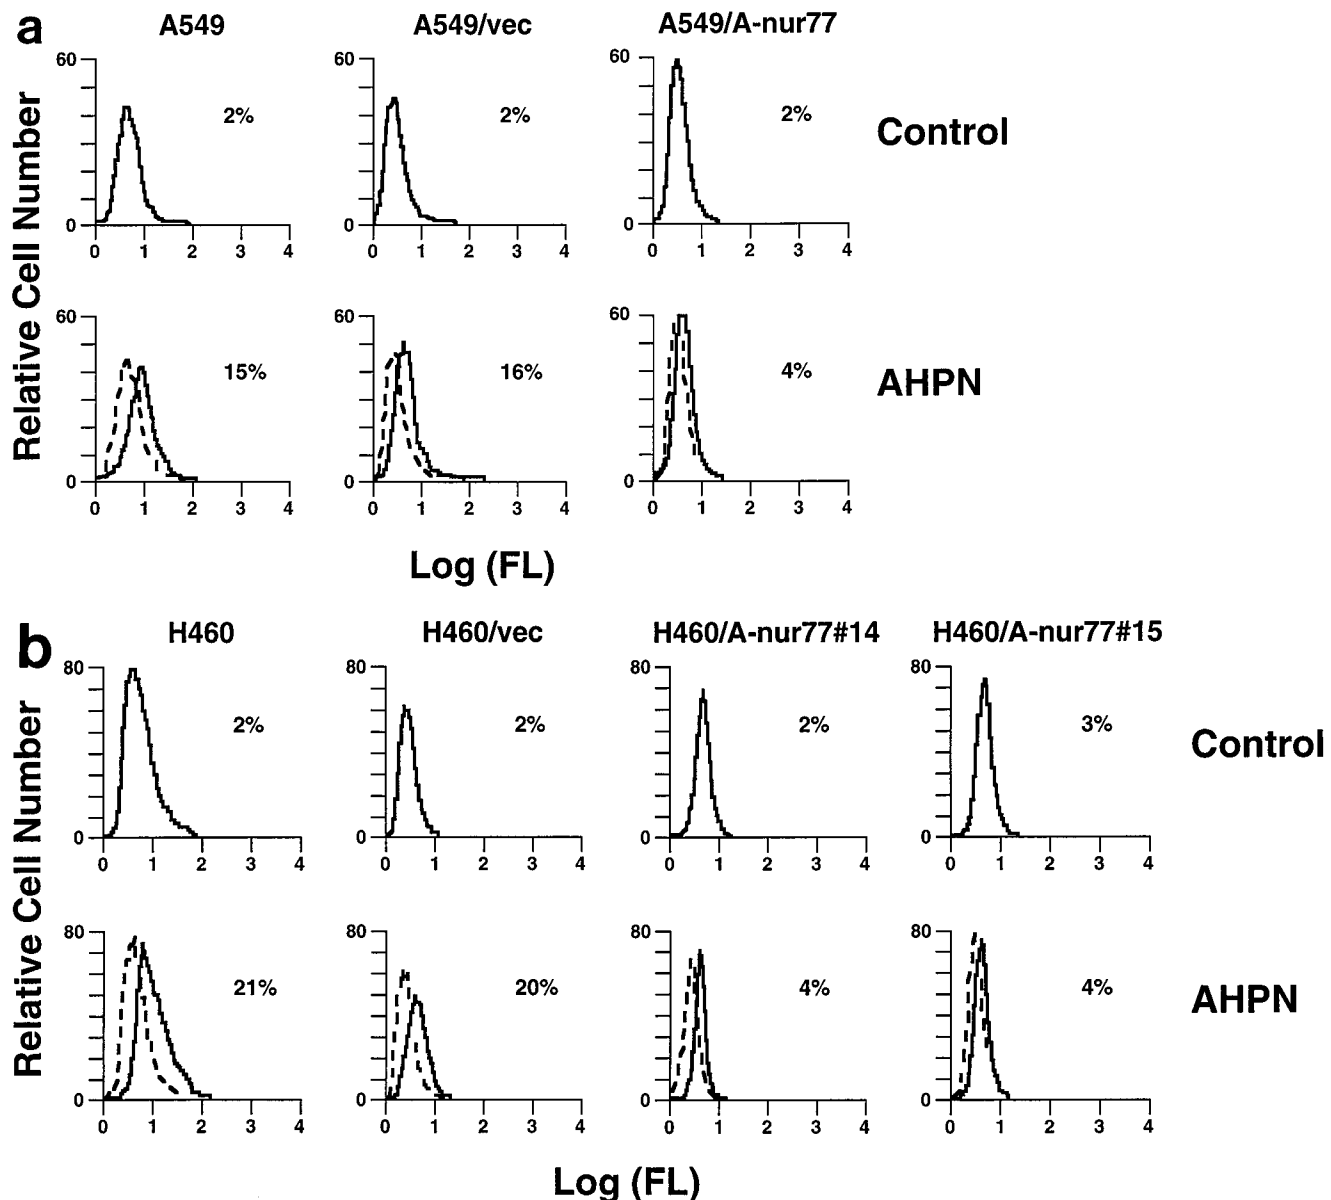 a
A549 A549/vec A549/A-nur77
60 60 60
2% 2% 2% Control
0 0 0
0 1 2 3 4 0 1 2 3 4 0 1 2 3 4
Relative Cell Number
60 60 60
15% 16% 4% AHPN
0 0 0
0 1 2 3 4 0 1 2 3 4 0 1 2 3 4
Log (FL)
b
H460 H460/vec H460/A-nur77#14 H460/A-nur77#15
80 80 80 80
2% 2% 2% 3% Control
0 0 0 0
0 1 2 3 4 0 1 2 3 4 0 1 2 3 4 0 1 2 3 4
Relative Cell Number
80 80 80 80
21% 20% 4% 4% AHPN
0 0 0 0
0 1 2 3 4 0 1 2 3 4 0 1 2 3 4 0 1 2 3 4
Log (FL)